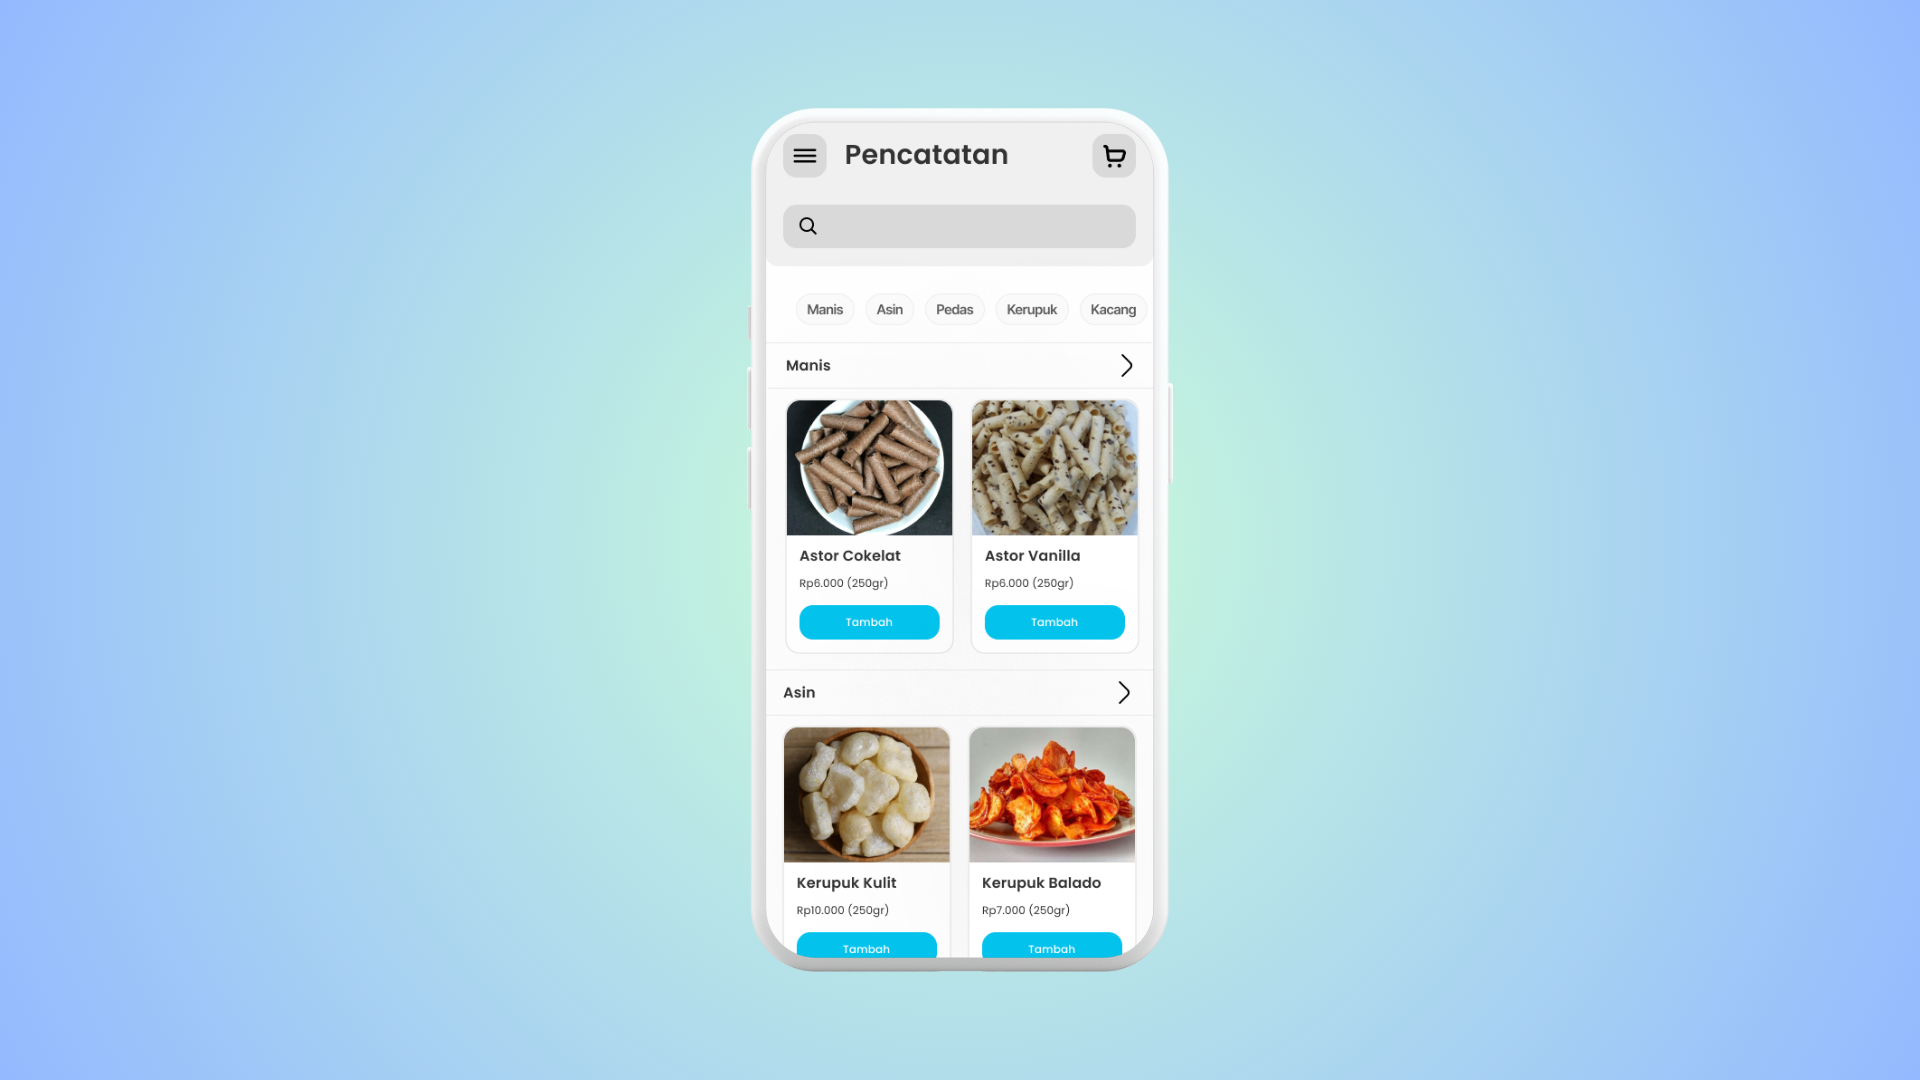 Pencatatan
Manis Asin Pedas Kerupuk Kacang
Manis
Astor Cokelat Astor Vanilla
Rp6.000 (250gr) Rp6.000 (250gr)
Tambah Tambah
Asin
Kerupuk Kulit Kerupuk Balado
Rp10.000 (250gr) Rp7.000 (250gr)
Tambah Tambah